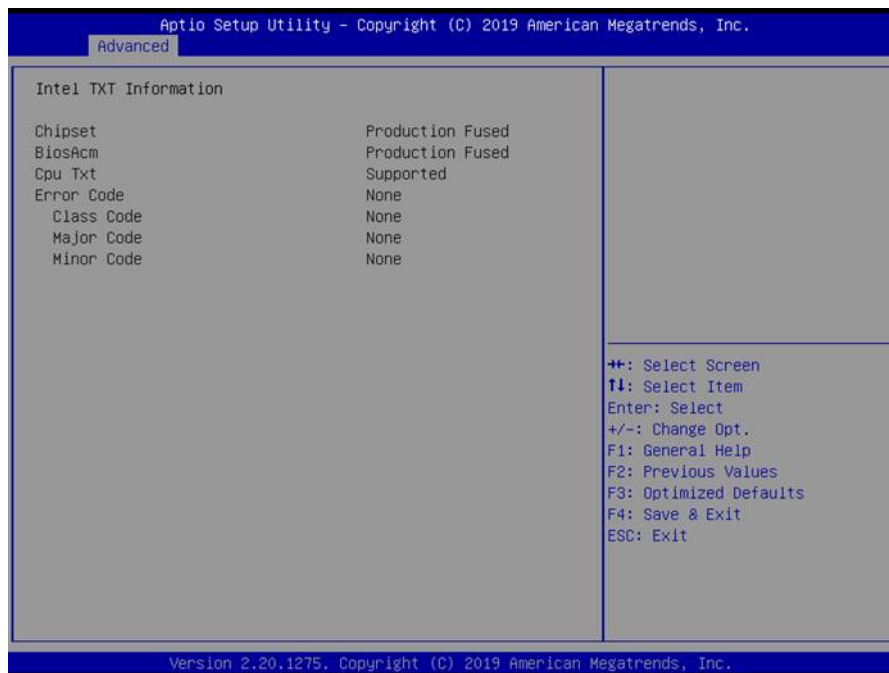 Aptio Setup Utility – Copyright (C) 2019 American Megatrends, Inc.
Advanced
Intel TXT Information
Chipset Production Fused
BiosAcm Production Fused
Cpu Txt Supported
Error Code None
Class Code None
Major Code None
Minor Code None
→←: Select Screen
↑↓: Select Item
Enter: Select
+/-: Change Opt.
F1: General Help
F2: Previous Values
F3: Optimized Defaults
F4: Save & Exit
ESC: Exit
Version 2.20.1275. Copyright (C) 2019 American Megatrends, Inc.